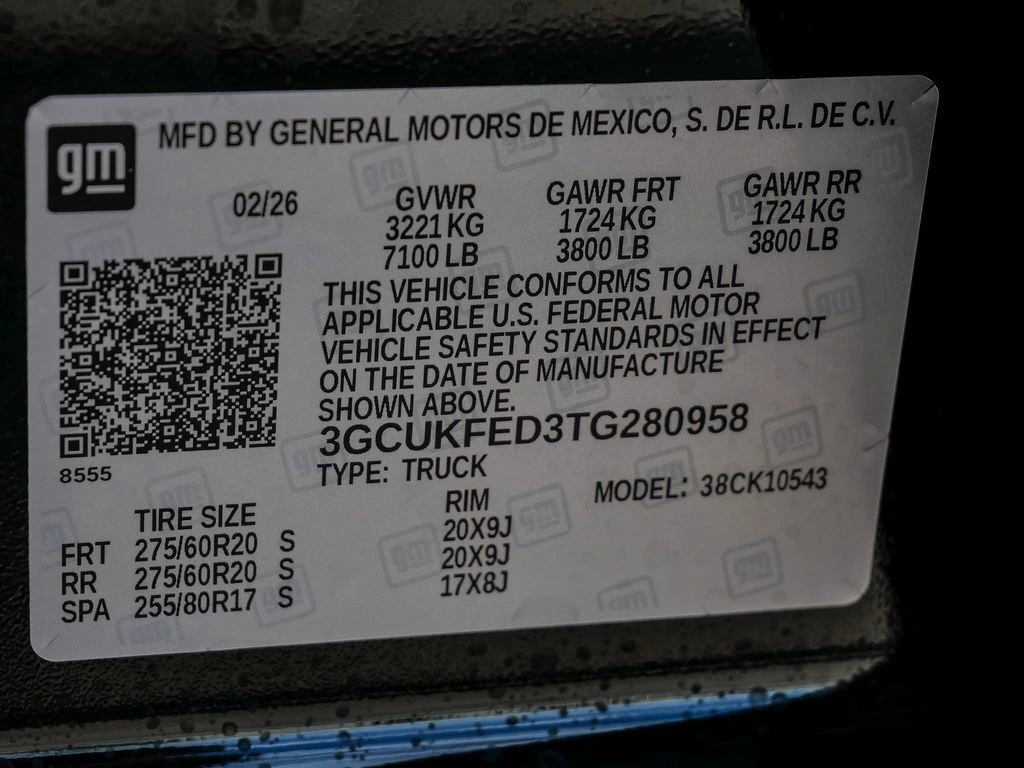 gm
MFD BY GENERAL MOTORS DE MEXICO, S. DE R.L. DE C.V.
02/26
GVWR GAWR FRT GAWR RR
3221 KG 1724 KG 1724 KG
7100 LB 3800 LB 3800 LB
THIS VEHICLE CONFORMS TO ALL
APPLICABLE U.S. FEDERAL MOTOR
VEHICLE SAFETY STANDARDS IN EFFECT
ON THE DATE OF MANUFACTURE
SHOWN ABOVE.
3GCUKFED3TG280958
8555
TYPE: TRUCK
MODEL: 38CK10543
TIRE SIZE RIM
FRT 275/60R20 S 20X9J
RR 275/60R20 S 20X9J
SPA 255/80R17 S 17X8J